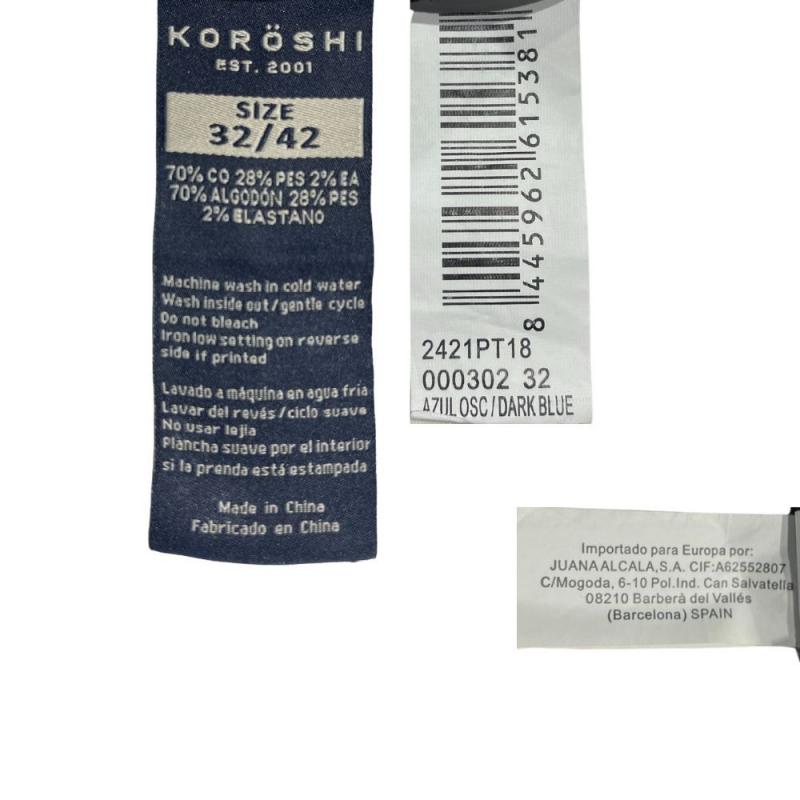 KORÖSHI
EST. 2001
SIZE
32/42
70% CO 28% PES 2% EA
70% ALGODÓN 28% PES
2% ELASTANO
Machine wash in cold water
Wash inside out/gentle cycle
Do not bleach
Iron low setting on reverse
side if printed
Lavado a máquina en agua fría
Lavar del revés/ciclo suave
No usar lejía
Plancha suave por el interior
si la prenda está estampada
Made in China
Fabricado en China
8 445962 615381
2421PT18
000302 32
AZUL OSC/DARK BLUE
Importado para Europa por:
JUANA ALCALA,S.A. CIF:A62552807
C/Mogoda, 6-10 Pol.Ind. Can Salvatella
08210 Barberà del Vallés
(Barcelona) SPAIN